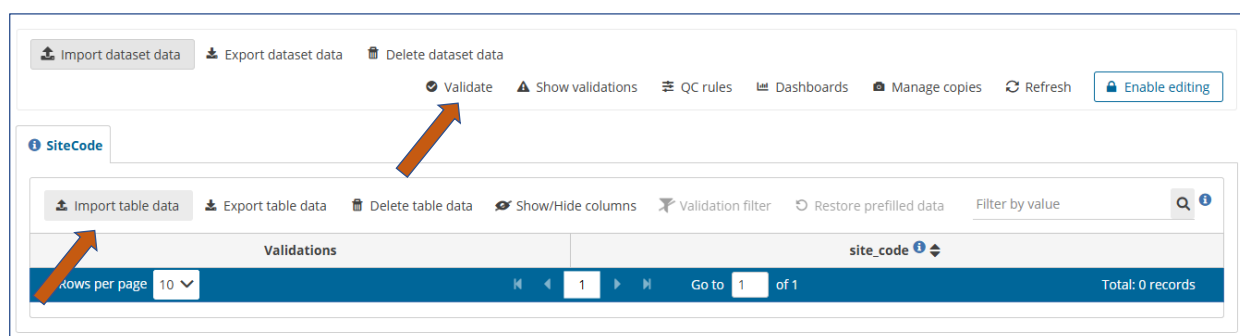 Import dataset data Export dataset data Delete dataset data
Validate Show validations QC rules Dashboards Manage copies Refresh Enable editing
SiteCode
Import table data Export table data Delete table data Show/Hide columns Validation filter Restore prefilled data Filter by value
Validations site_code
Rows per page 10 1 Go to 1 of 1 Total: 0 records